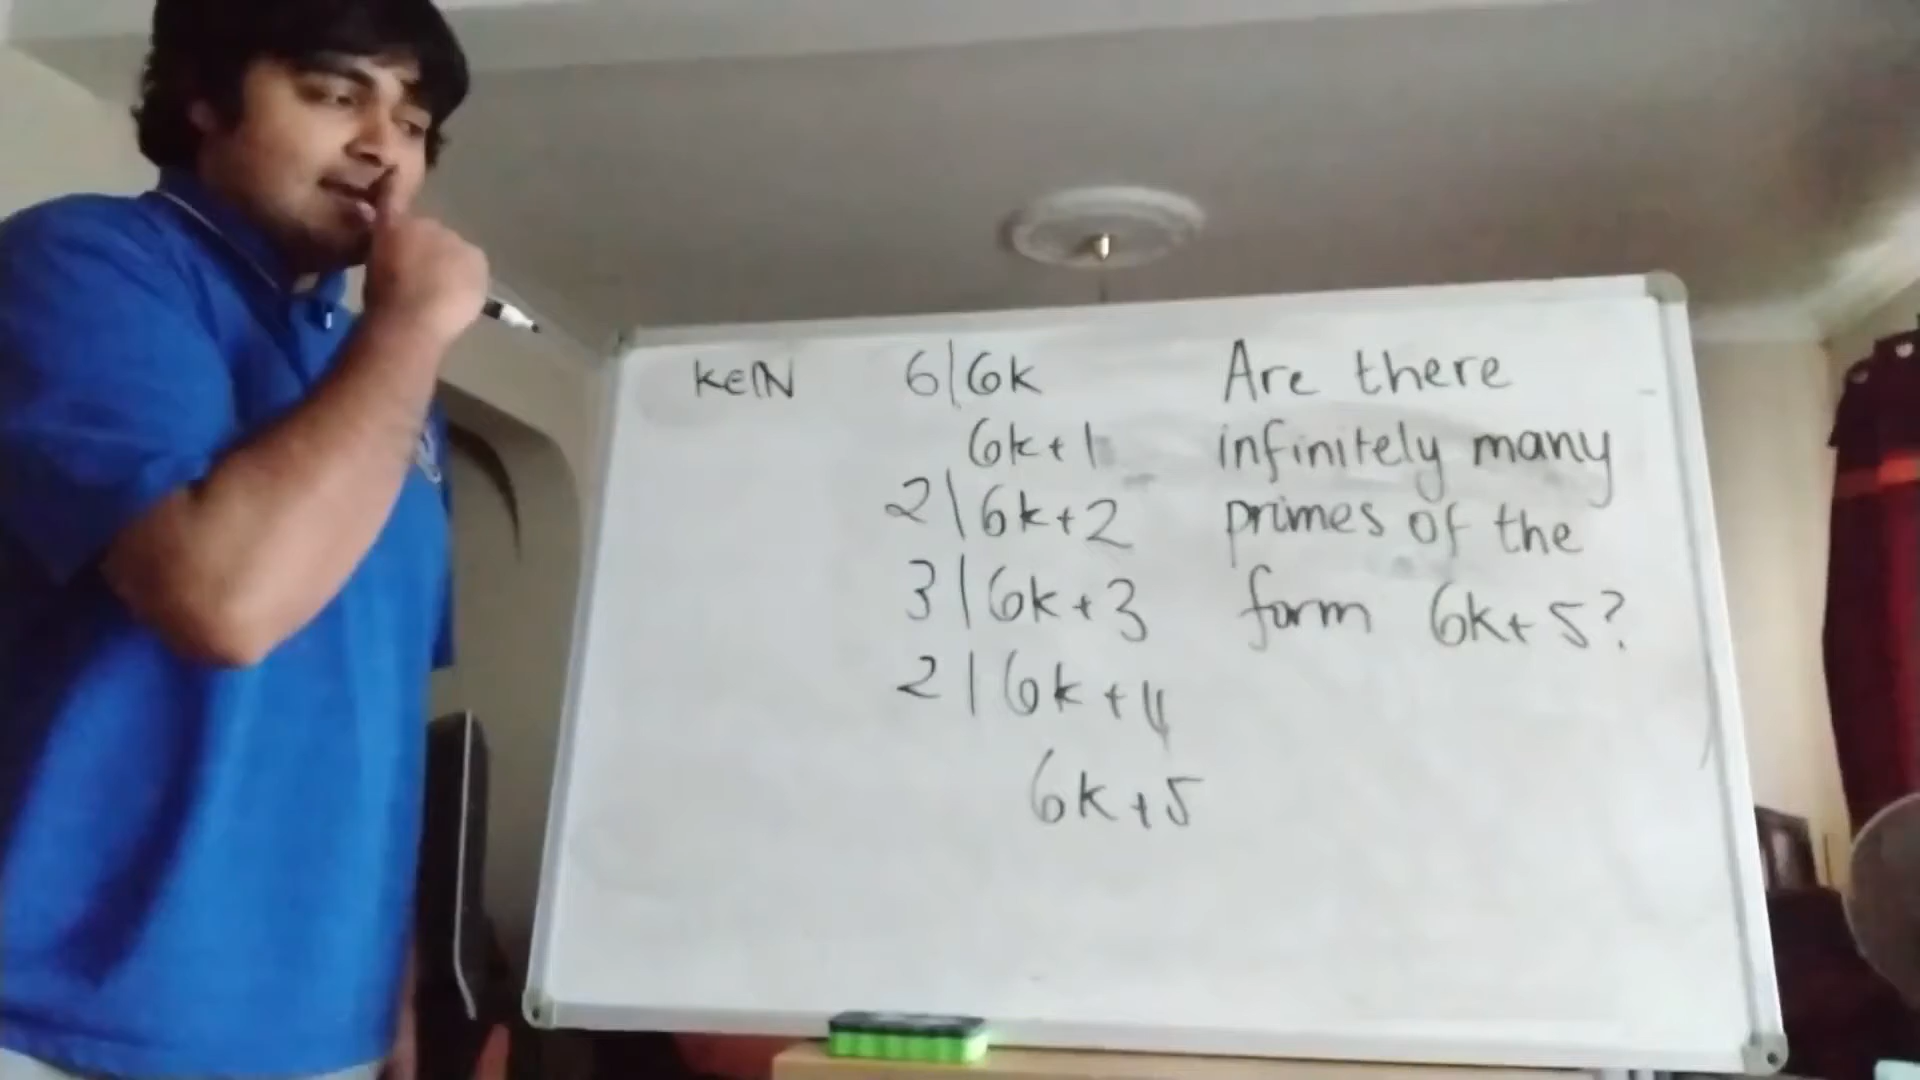 k∈ℕ
6|6k
6k+1
2|6k+2
3|6k+3
2|6k+4
6k+5
Are there
infinitely many
primes of the
form 6k+5?